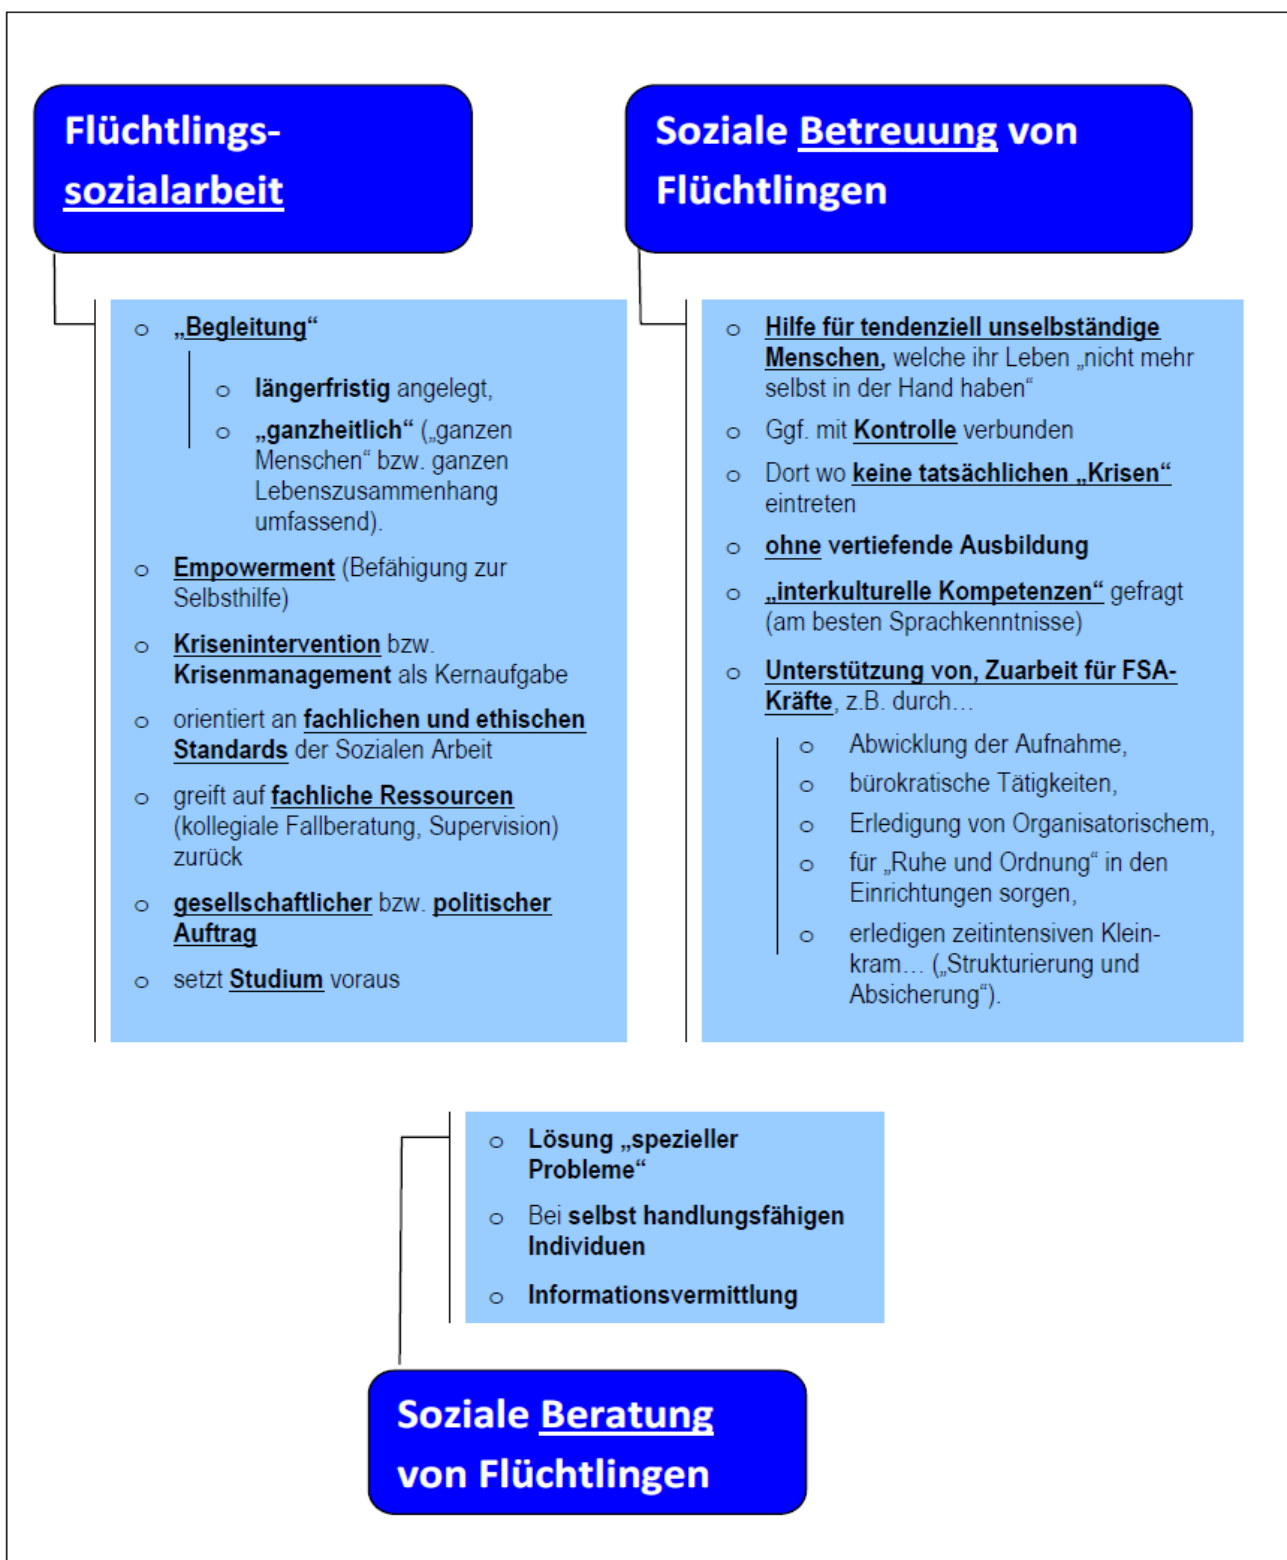 Flüchtlings-
sozialarbeit
o „Begleitung“
o längerfristig angelegt,
o „ganzheitlich“ („ganzen
Menschen“ bzw. ganzen
Lebenszusammenhang
umfassend).
o Empowerment (Befähigung zur
Selbsthilfe)
o Krisenintervention bzw.
Krisenmanagement als Kernaufgabe
o orientiert an fachlichen und ethischen
Standards der Sozialen Arbeit
o greift auf fachliche Ressourcen
(kollegiale Fallberatung, Supervision)
zurück
o gesellschaftlicher bzw. politischer
Auftrag
o setzt Studium voraus
Soziale Betreuung von
Flüchtlingen
o Hilfe für tendenziell unselbständige
Menschen, welche ihr Leben „nicht mehr
selbst in der Hand haben“
o Ggf. mit Kontrolle verbunden
o Dort wo keine tatsächlichen „Krisen“
eintreten
o ohne vertiefende Ausbildung
o „interkulturelle Kompetenzen“ gefragt
(am besten Sprachkenntnisse)
o Unterstützung von, Zuarbeit für FSA-
Kräfte, z.B. durch…
o Abwicklung der Aufnahme,
o bürokratische Tätigkeiten,
o Erledigung von Organisatorischem,
o für „Ruhe und Ordnung“ in den
Einrichtungen sorgen,
o erledigen zeitintensiven Klein-
kram… („Strukturierung und
Absicherung“).
o Lösung „spezieller
Probleme“
o Bei selbst handlungsfähigen
Individuen
o Informationsvermittlung
Soziale Beratung
von Flüchtlingen